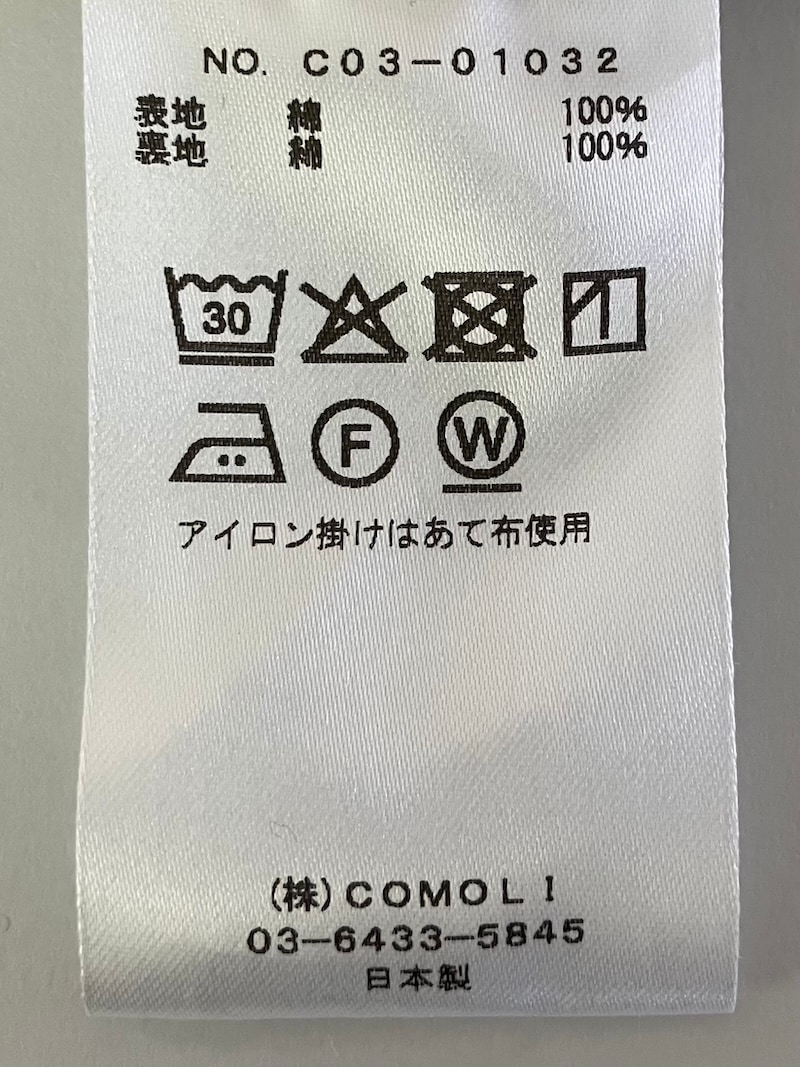 NO. C03-01032
表地 綿 100%
裏地 綿 100%
30
F W
アイロン掛けはあて布使用
(株)COMOLI
03-6433-5845
日本製